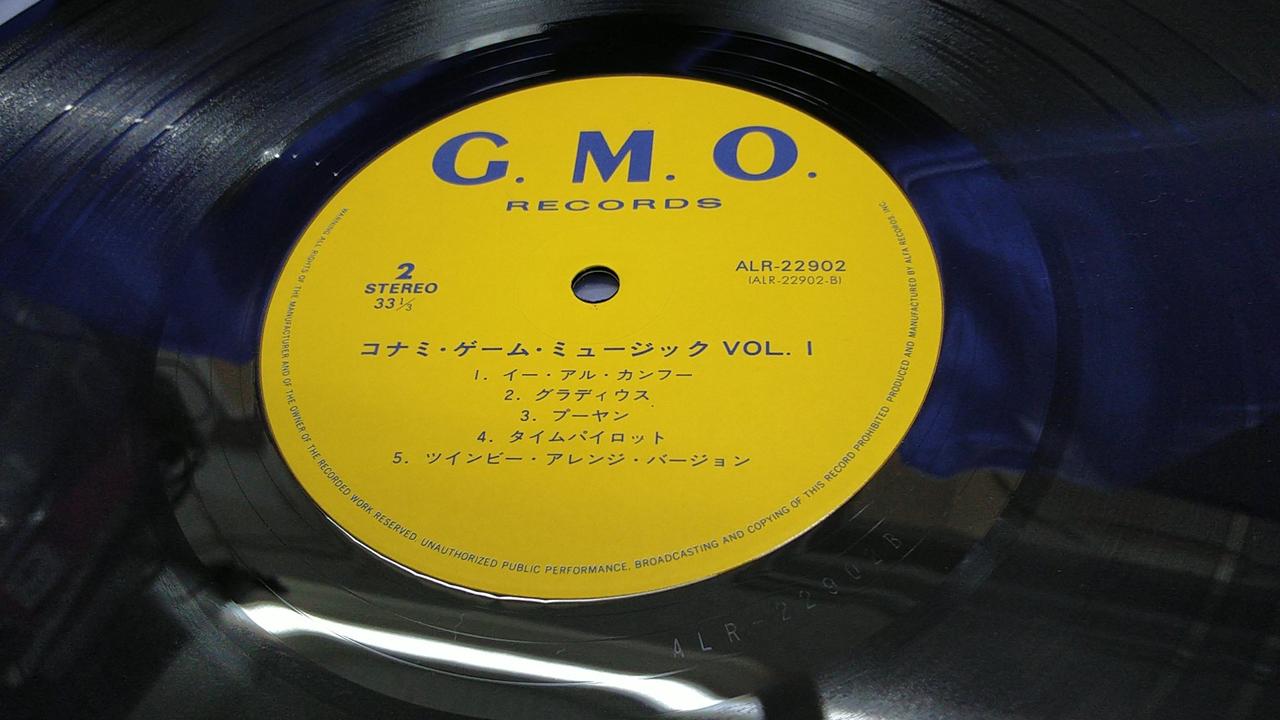 G. M. O.
RECORDS
2
STEREO
33⅓
ALR-22902
(ALR-22902-B)
コナミ・ゲーム・ミュージック VOL. 1
1. イー・アル・カンフー
2. グラディウス
3. プーヤン
4. タイムパイロット
5. ツインビー・アレンジ・バージョン
WARNING ALL RIGHTS OF THE MANUFACTURER AND OF THE OWNER OF THE RECORDED WORK RESERVED. UNAUTHORIZED PUBLIC PERFORMANCE, BROADCASTING AND COPYING OF THIS RECORD PROHIBITED PRODUCED AND MANUFACTURED BY ALFA RECORDS, INC.
ALR-22902-B